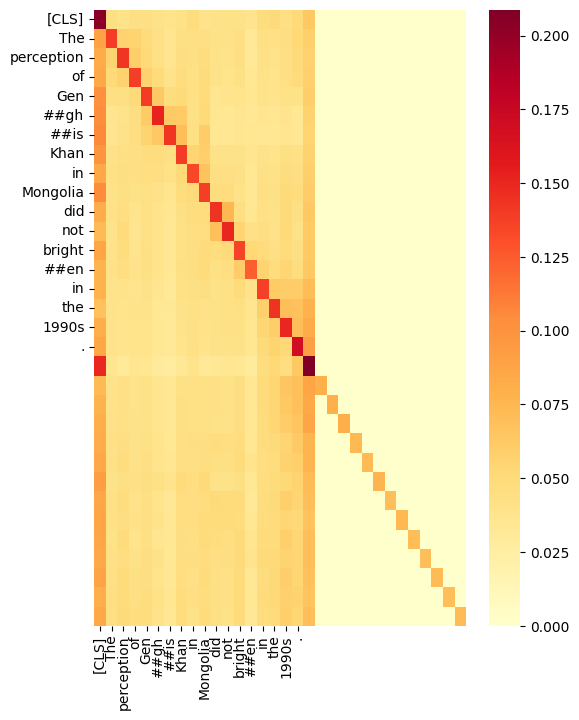 [CLS]
The
perception
of
Gen
##gh
##is
Khan
in
Mongolia
did
not
bright
##en
in
the
1990s
.
0.200
0.175
0.150
0.125
0.100
0.075
0.050
0.025
0.000
[CLS]
The
perception
of
Gen
##gh
##is
Khan
in
Mongolia
did
not
bright
##en
in
the
1990s
.